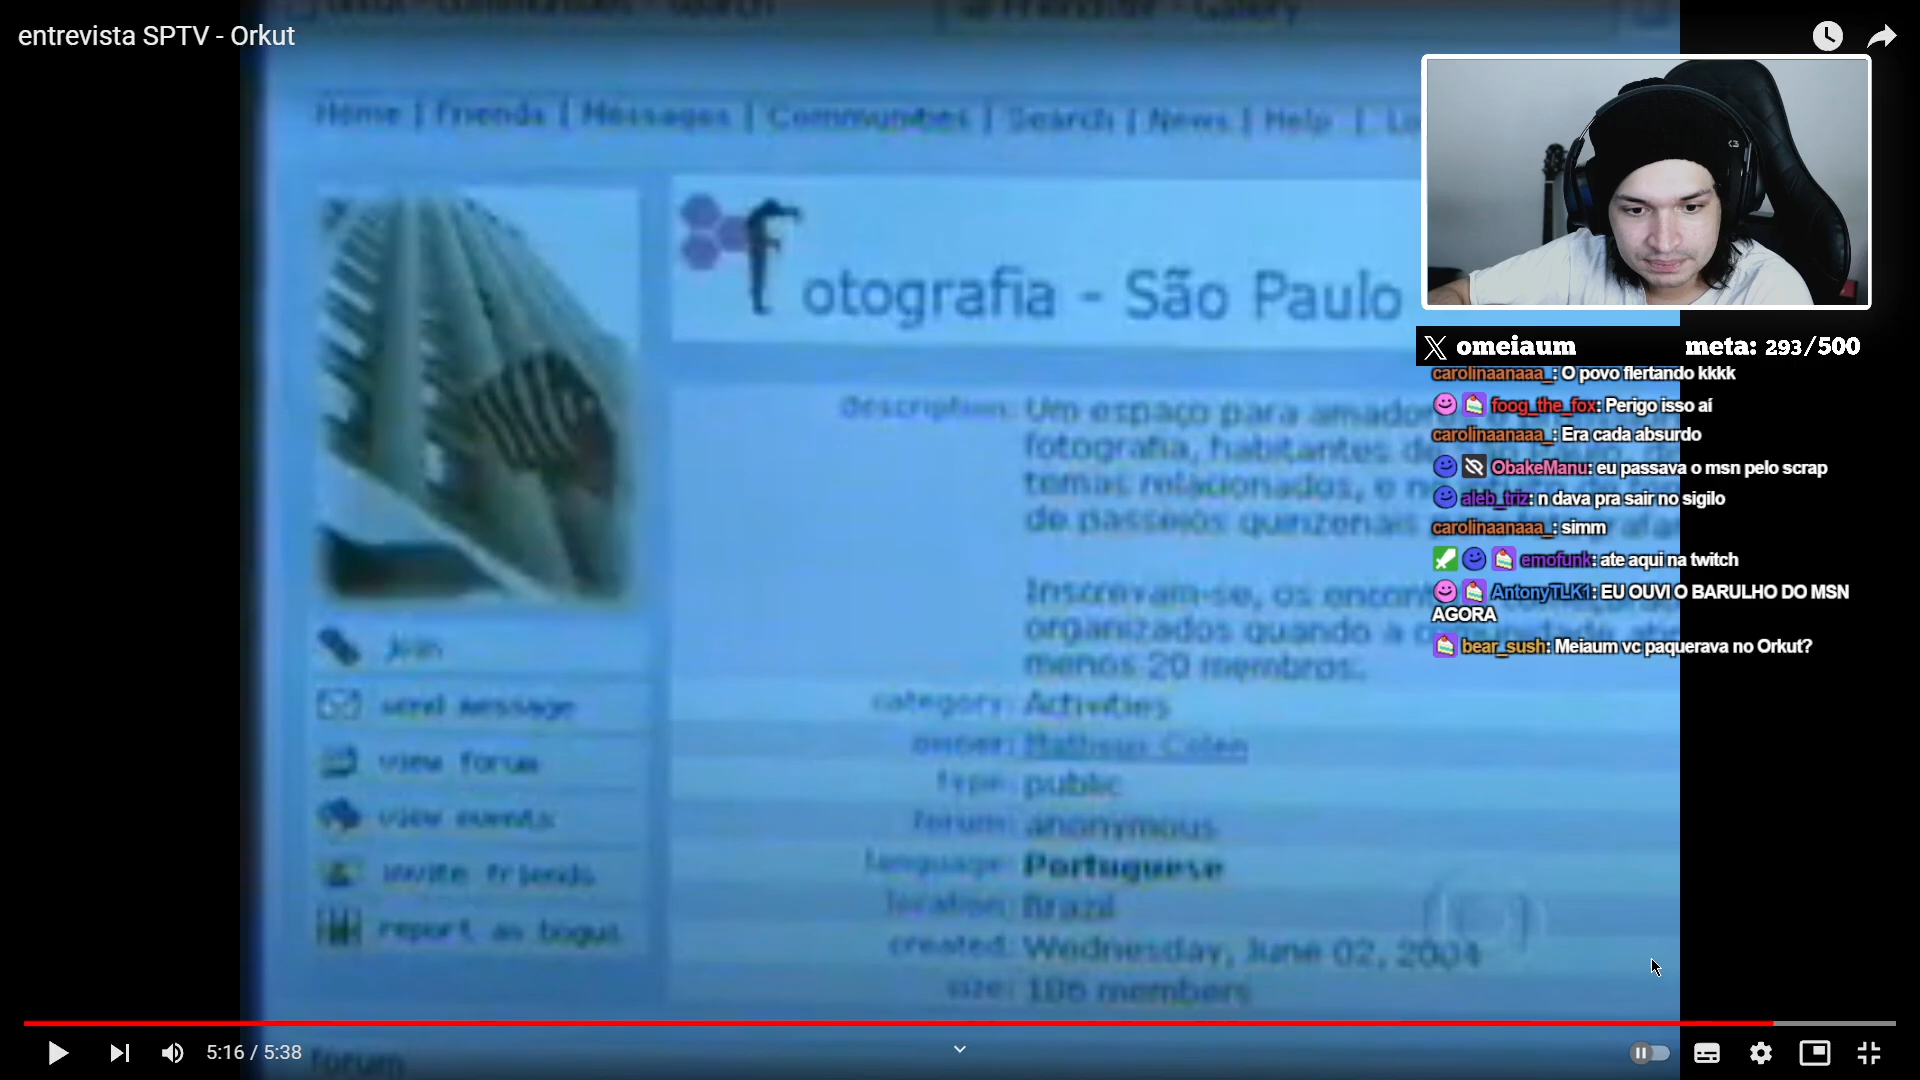 entrevista SPTV - Orkut
Home | Friends | Messages | Communities | Search | News | Help |
fotografia - São Paulo
description: Um espaço para
fotografia, habitantes
temas relacionados, e
de passeios quinzenais
Inscrevam-se, os
organizados quando a
menos 20 membros.
category: Activities
owner:
type: public
forum: anonymous
language: Portuguese
location: Brazil
created: Wednesday, June 02, 2004
size: 106 members
join
send message
view forum
view events
invite friends
report as bogus
forum
X omeiaum meta: 293/500
carolinaanaaa_: O povo flertando kkkk
foog_the_fox: Perigo isso aí
carolinaanaaa_: Era cada absurdo
ObakeManu: eu passava o msn pelo scrap
aleb_triz: n dava pra sair no sigilo
carolinaanaaa_: simm
emofunk: ate aqui na twitch
AntonyTLK1: EU OUVI O BARULHO DO MSN
AGORA
bear_sush: Meiaum vc paquerava no Orkut?
5:16 / 5:38